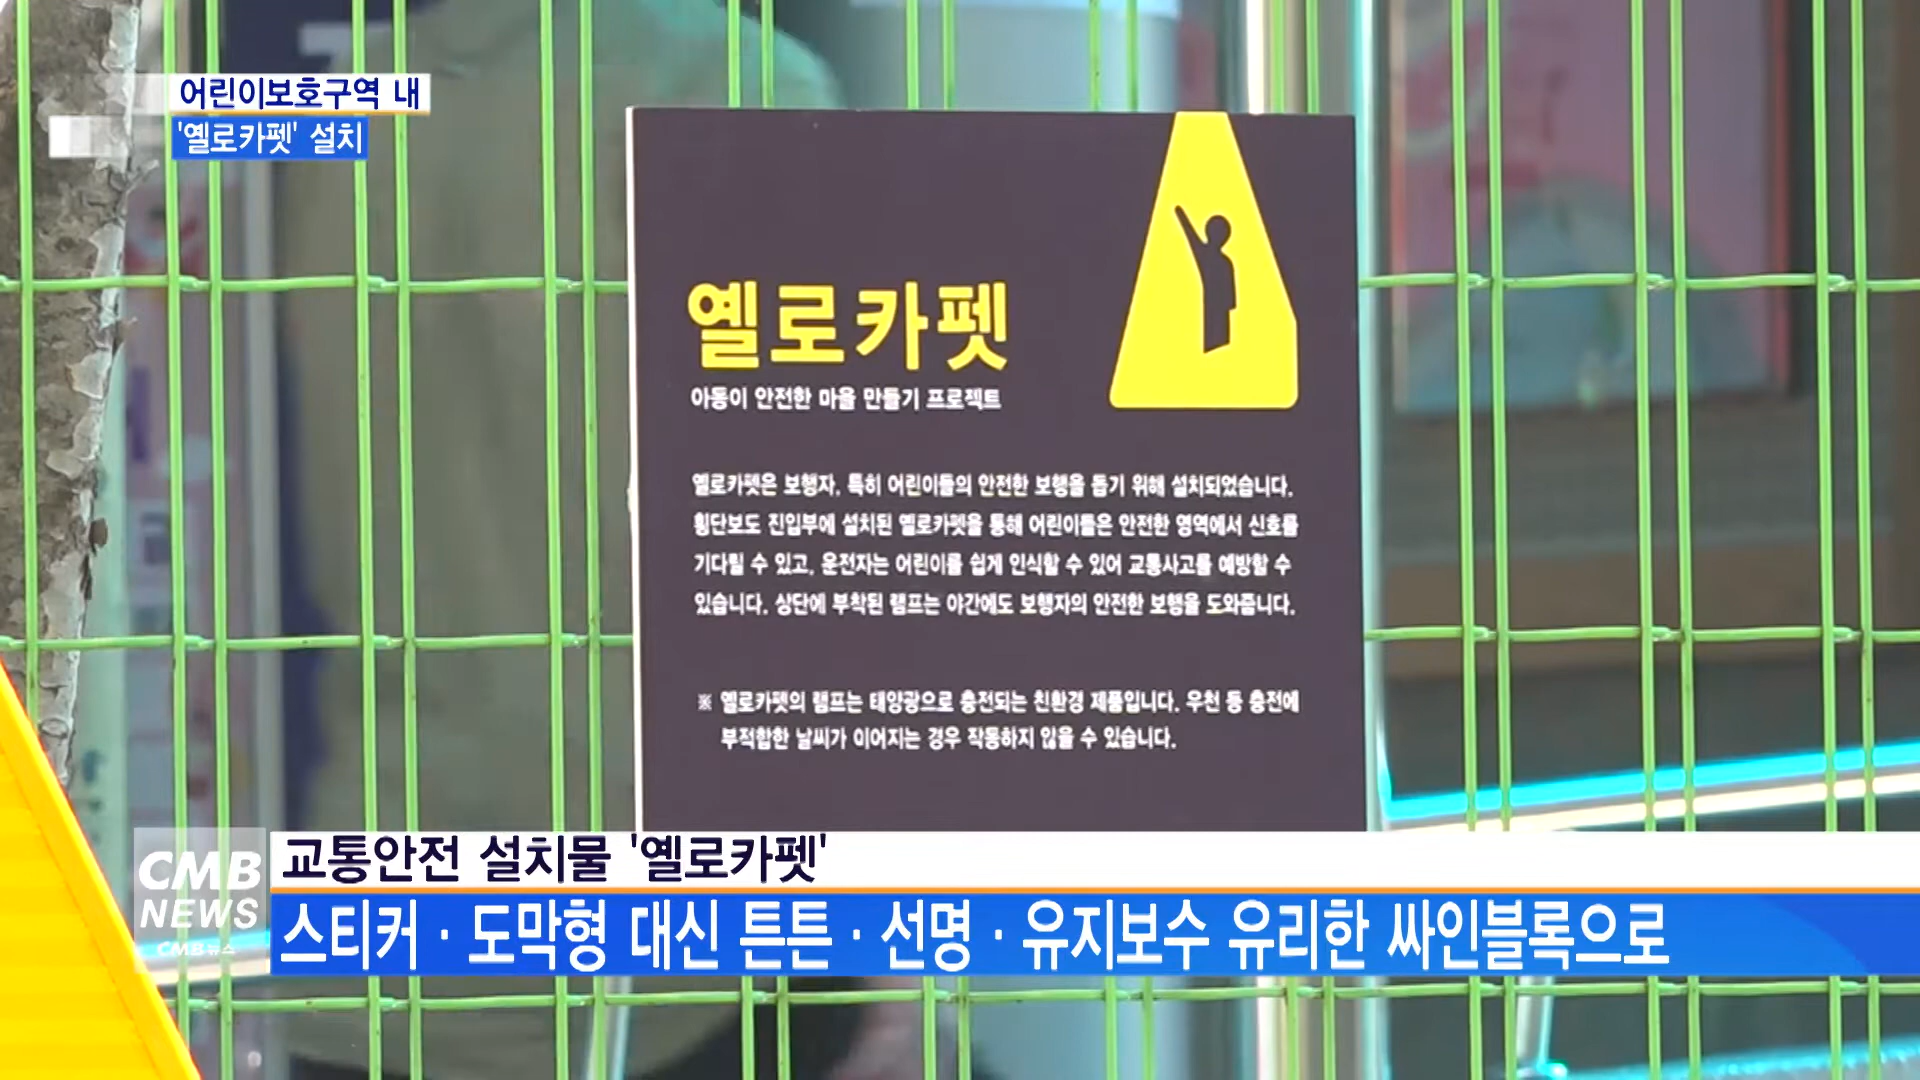 어린이보호구역 내
'옐로카펫' 설치
옐로카펫
아동이 안전한 마을 만들기 프로젝트
옐로카펫은 보행자, 특히 어린이들의 안전한 보행을 돕기 위해 설치되었습니다.
횡단보도 진입부에 설치된 옐로카펫을 통해 어린이들은 안전한 영역에서 신호를
기다릴 수 있고, 운전자는 어린이를 쉽게 인식할 수 있어 교통사고를 예방할 수
있습니다. 상단에 부착된 램프는 야간에도 보행자의 안전한 보행을 도와줍니다.
※ 옐로카펫의 램프는 태양광으로 충전되는 친환경 제품입니다. 우천 등 충전에
부적합한 날씨가 이어지는 경우 작동하지 않을 수 있습니다.
CMB
NEWS
CMB뉴스
교통안전 설치물 '옐로카펫'
스티커·도막형 대신 튼튼·선명·유지보수 유리한 싸인블록으로